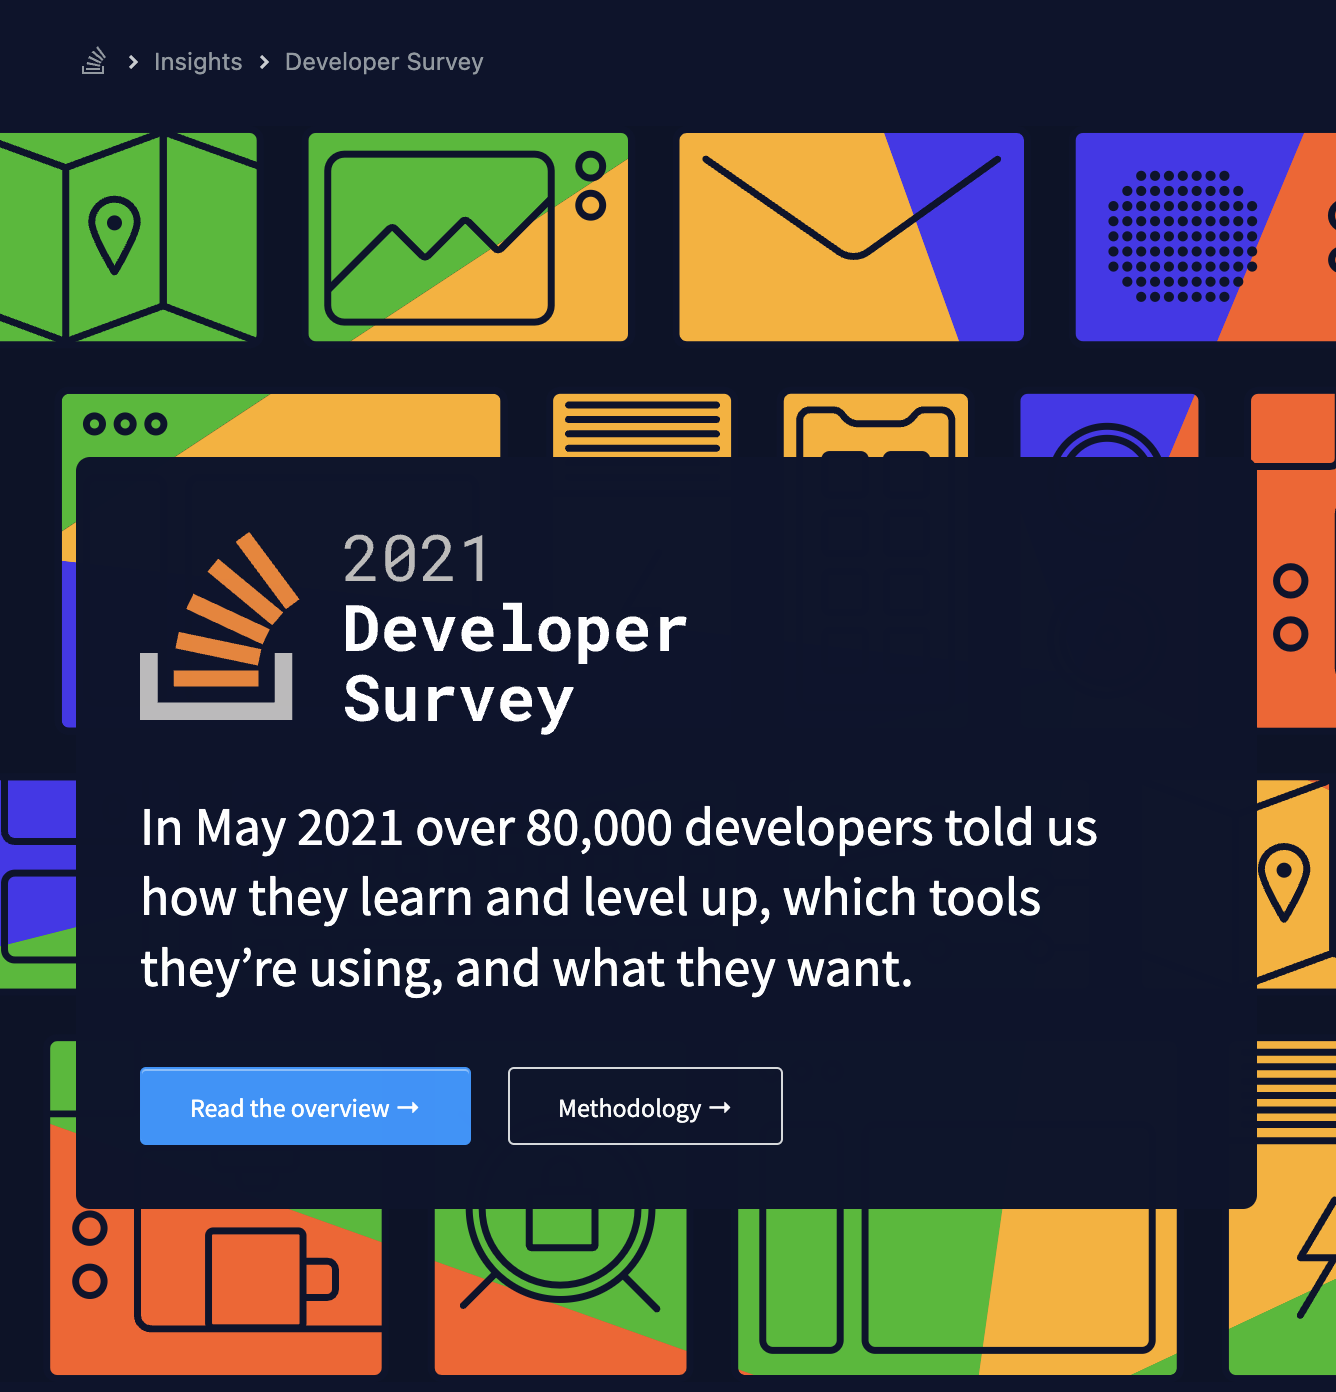 Insights > Developer Survey
2021
Developer
Survey
In May 2021 over 80,000 developers told us
how they learn and level up, which tools
they’re using, and what they want.
Read the overview → Methodology →